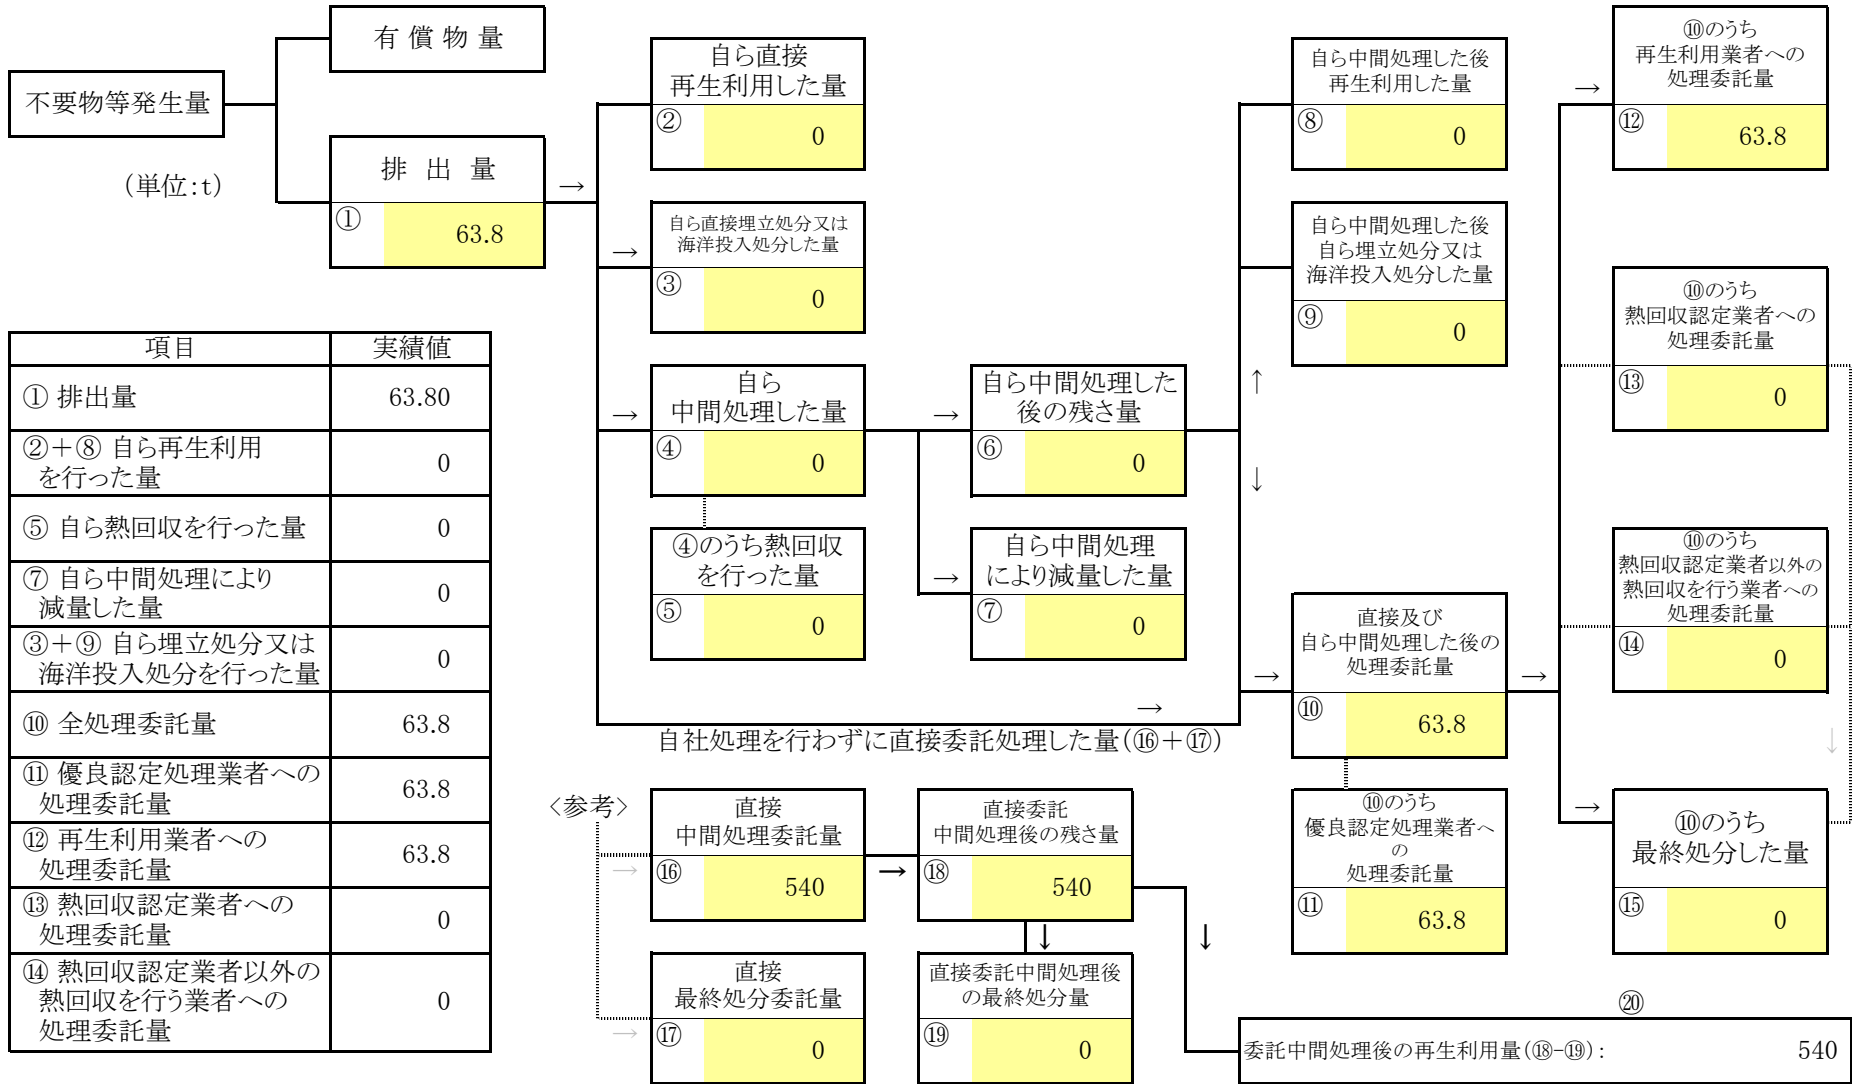 不要物等発生量
(単位:t)
有 償 物 量
排 出 量
→
①
63.8
自ら直接
再生利用した量
②
0
→
自ら直接埋立処分又は
海洋投入処分した量
③
0
→
自ら
中間処理した量
④
0
④のうち熱回収
を行った量
⑤
0
→
自ら中間処理した
後の残さ量
⑥
0
→
自ら中間処理
により減量した量
⑦
0
自ら中間処理した後
再生利用した量
⑧
0
自ら中間処理した後
自ら埋立処分又は
海洋投入処分した量
⑨
0
↑
↓
→
自社処理を行わずに直接委託処理した量(⑯+⑰)
→
直接及び
自ら中間処理した後の
処理委託量
⑩
63.8
⑩のうち
優良認定処理業者へ
の
処理委託量
⑪
63.8
→
→
⑩のうち
再生利用業者への
処理委託量
⑫
63.8
⑩のうち
熱回収認定業者への
処理委託量
⑬
0
⑩のうち
熱回収認定業者以外の
熱回収を行う業者への
処理委託量
⑭
0
↓
→
⑩のうち
最終処分した量
⑮
0
項目 実績値
① 排出量 63.80
②+⑧ 自ら再生利用
を行った量 0
⑤ 自ら熱回収を行った量 0
⑦ 自ら中間処理により
減量した量 0
③+⑨ 自ら埋立処分又は
海洋投入処分を行った量 0
⑩ 全処理委託量 63.8
⑪ 優良認定処理業者への
処理委託量 63.8
⑫ 再生利用業者への
処理委託量 63.8
⑬ 熱回収認定業者への
処理委託量 0
⑭ 熱回収認定業者以外の
熱回収を行う業者への
処理委託量 0
<参考>
→
直接
中間処理委託量
⑯
540
→
直接委託
中間処理後の残さ量
⑱
540
→
直接
最終処分委託量
⑰
0
↓
直接委託中間処理後
の最終処分量
⑲
0
↓
⑳
委託中間処理後の再生利用量(⑱-⑲): 540